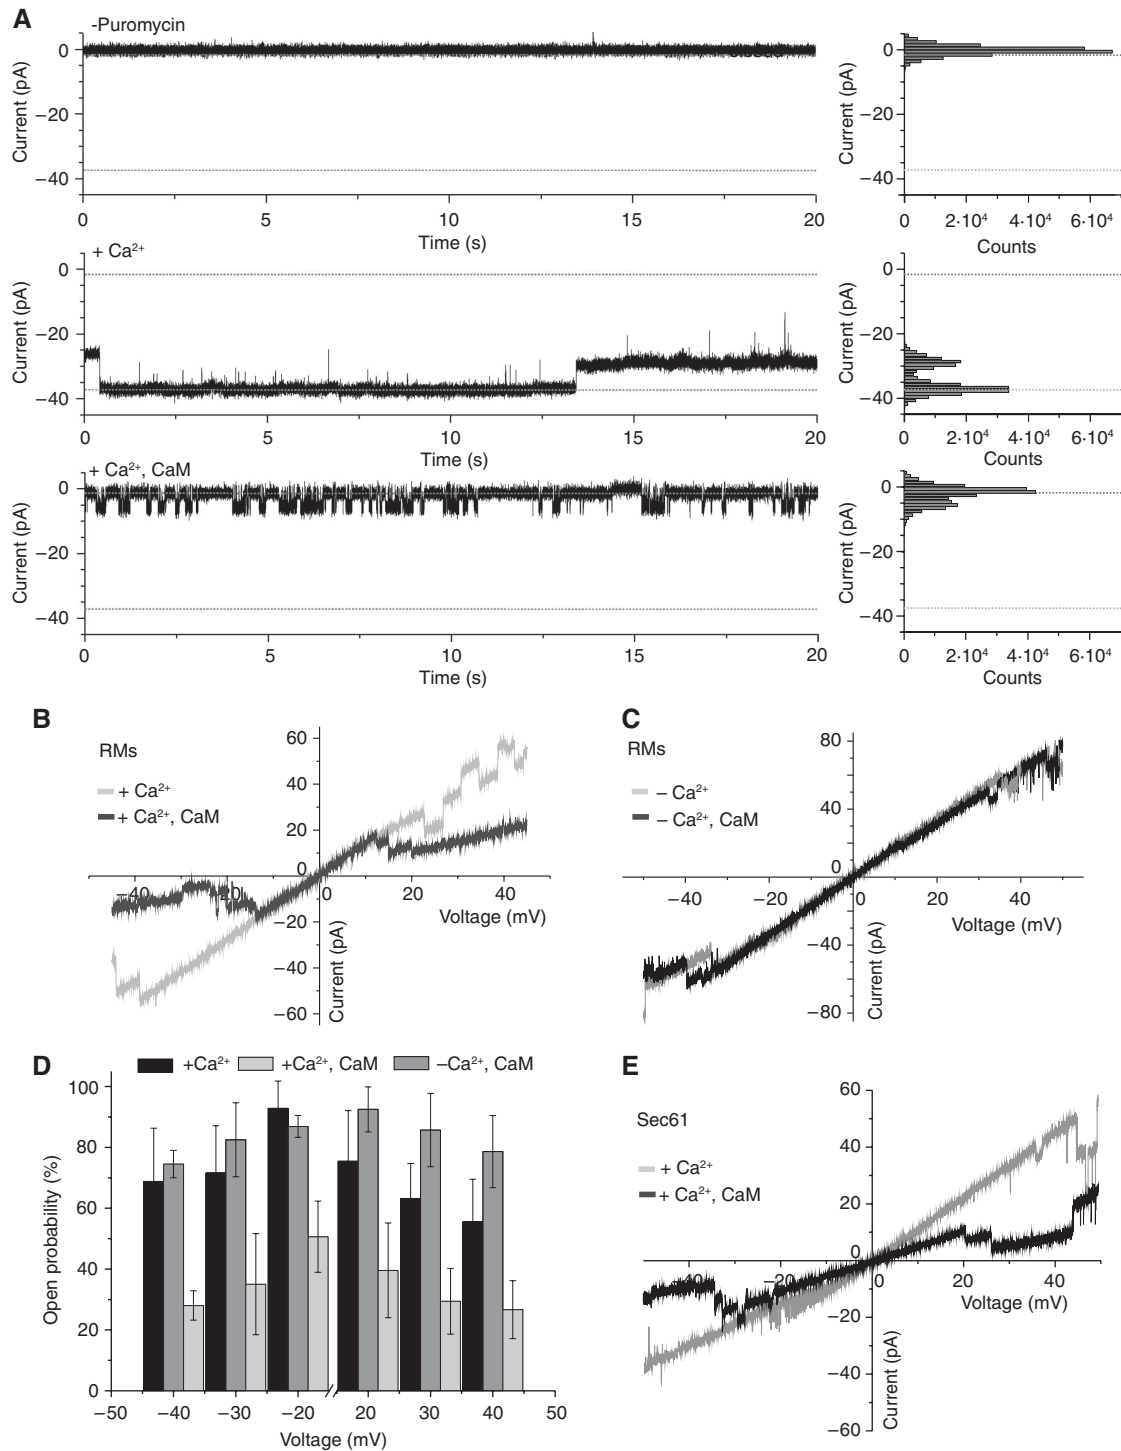 A
-Puromycin
0
−20
−40
Current (pA)
0 5 10 15 20
Time (s)
0
−20
−40
Current (pA)
0 2·10⁴ 4·10⁴ 6·10⁴
Counts
+ Ca²⁺
0
−20
−40
Current (pA)
0 5 10 15 20
Time (s)
0
−20
−40
Current (pA)
0 2·10⁴ 4·10⁴ 6·10⁴
Counts
+ Ca²⁺, CaM
0
−20
−40
Current (pA)
0 5 10 15 20
Time (s)
0
−20
−40
Current (pA)
0 2·10⁴ 4·10⁴ 6·10⁴
Counts
B
RMs
+ Ca²⁺
+ Ca²⁺, CaM
60
40
20
0
−20
−40
−60
−40 −20 0 20 40
Voltage (mV)
Current (pA)
C
RMs
− Ca²⁺
− Ca²⁺, CaM
80
40
0
−40
−80
−40 −20 0 20 40
Voltage (mV)
Current (pA)
D
+Ca²⁺ +Ca²⁺, CaM −Ca²⁺, CaM
100
80
60
40
20
0
Open probability (%)
−50 −40 −30 −20 20 30 40 50
Voltage (mV)
E
Sec61
+ Ca²⁺
+ Ca²⁺, CaM
60
40
20
0
−20
−40
−60
−40 −20 0 20 40
Voltage (mV)
Current (pA)